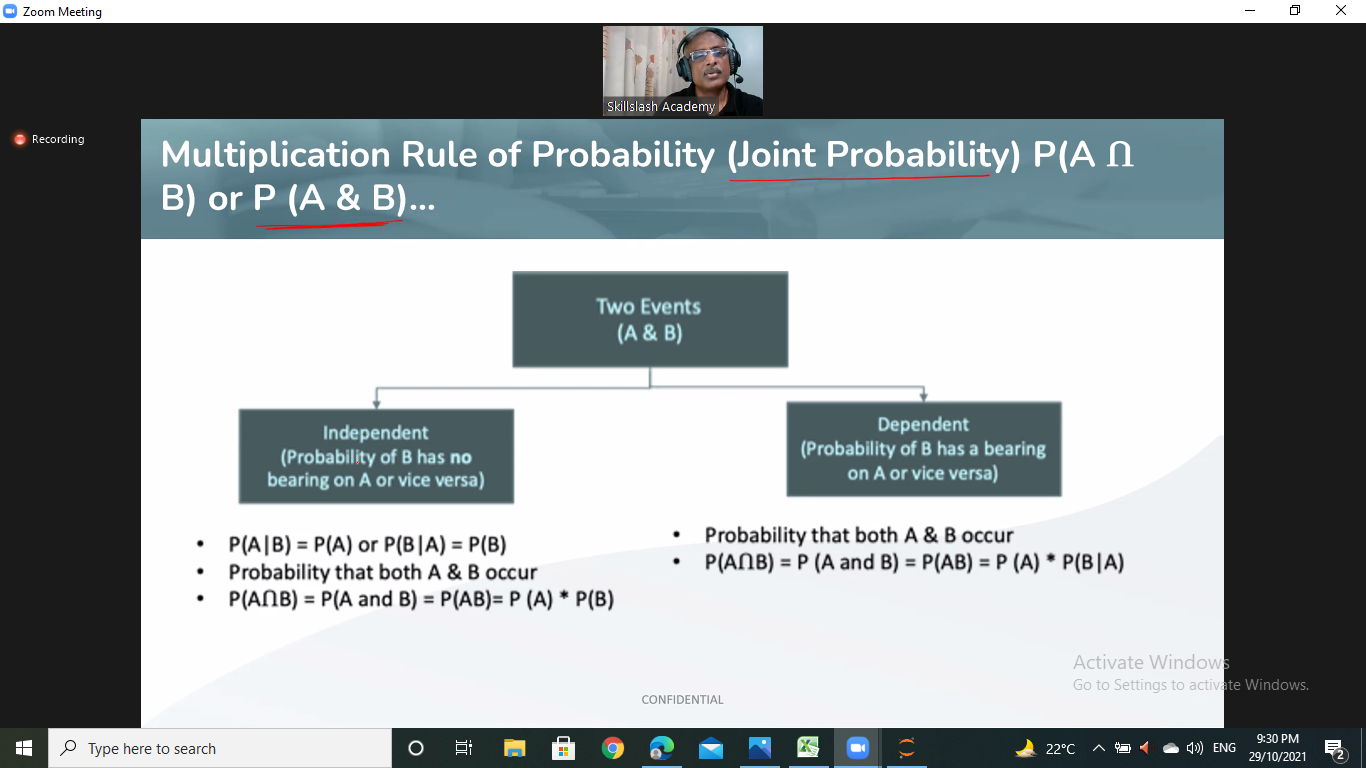 Zoom Meeting
Skillslash Academy
Recording
Multiplication Rule of Probability (Joint Probability) P(A ∩
B) or P (A & B)...
Two Events
(A & B)
Independent
(Probability of B has no
bearing on A or vice versa)
Dependent
(Probability of B has a bearing
on A or vice versa)
• P(A|B) = P(A) or P(B|A) = P(B)
• Probability that both A & B occur
• P(A∩B) = P(A and B) = P(AB)= P (A) * P(B)
• Probability that both A & B occur
• P(A∩B) = P (A and B) = P(AB) = P (A) * P(B|A)
Activate Windows
Go to Settings to activate Windows.
CONFIDENTIAL
Type here to search
22°C
ENG
9:30 PM
29/10/2021
2